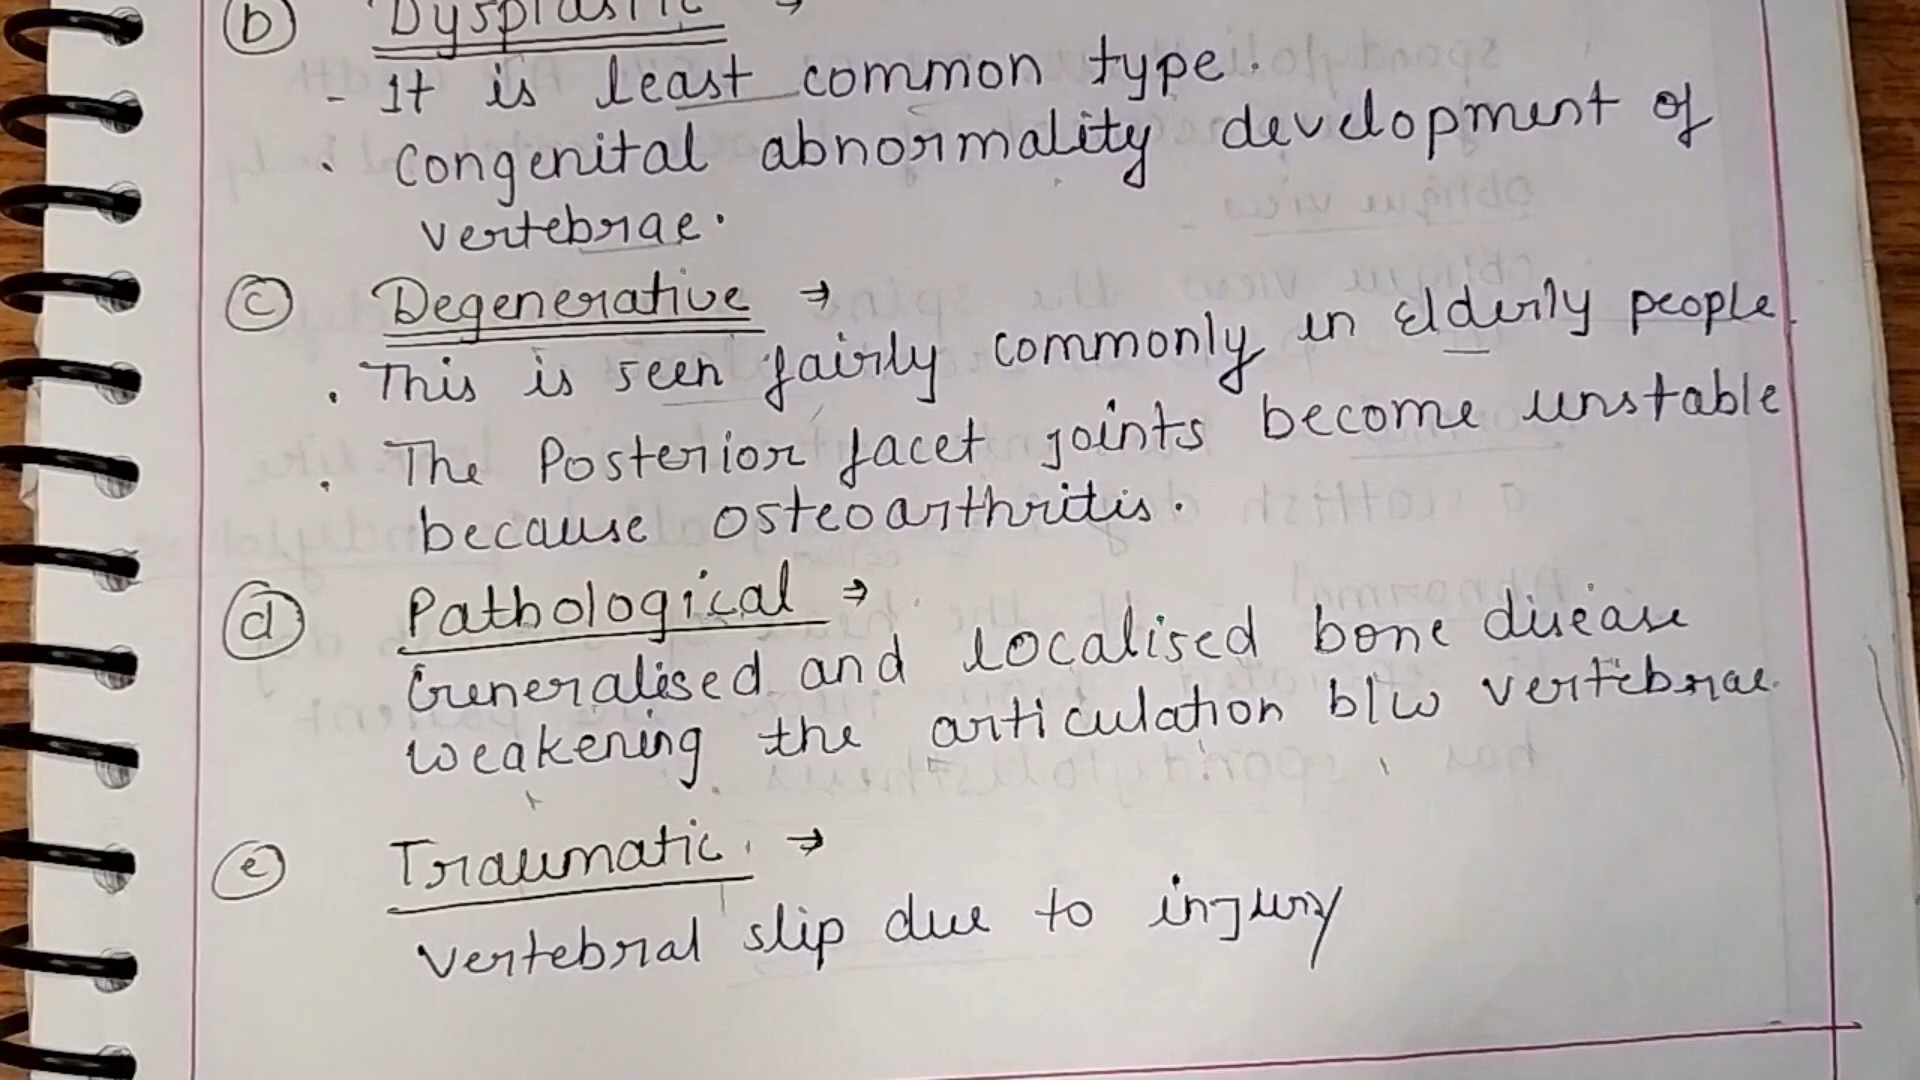 (b) Dysplastic →
- It is least common type.
. Congenital abnormality development of
vertebrae.
(c) Degenerative →
. This is seen fairly commonly in elderly people.
. The Posterior facet joints become unstable
because osteoarthritis.
(d) Pathological →
Generalised and localised bone disease
weakening the articulation b/w vertebrae.
(e) Traumatic. →
vertebral slip due to injury